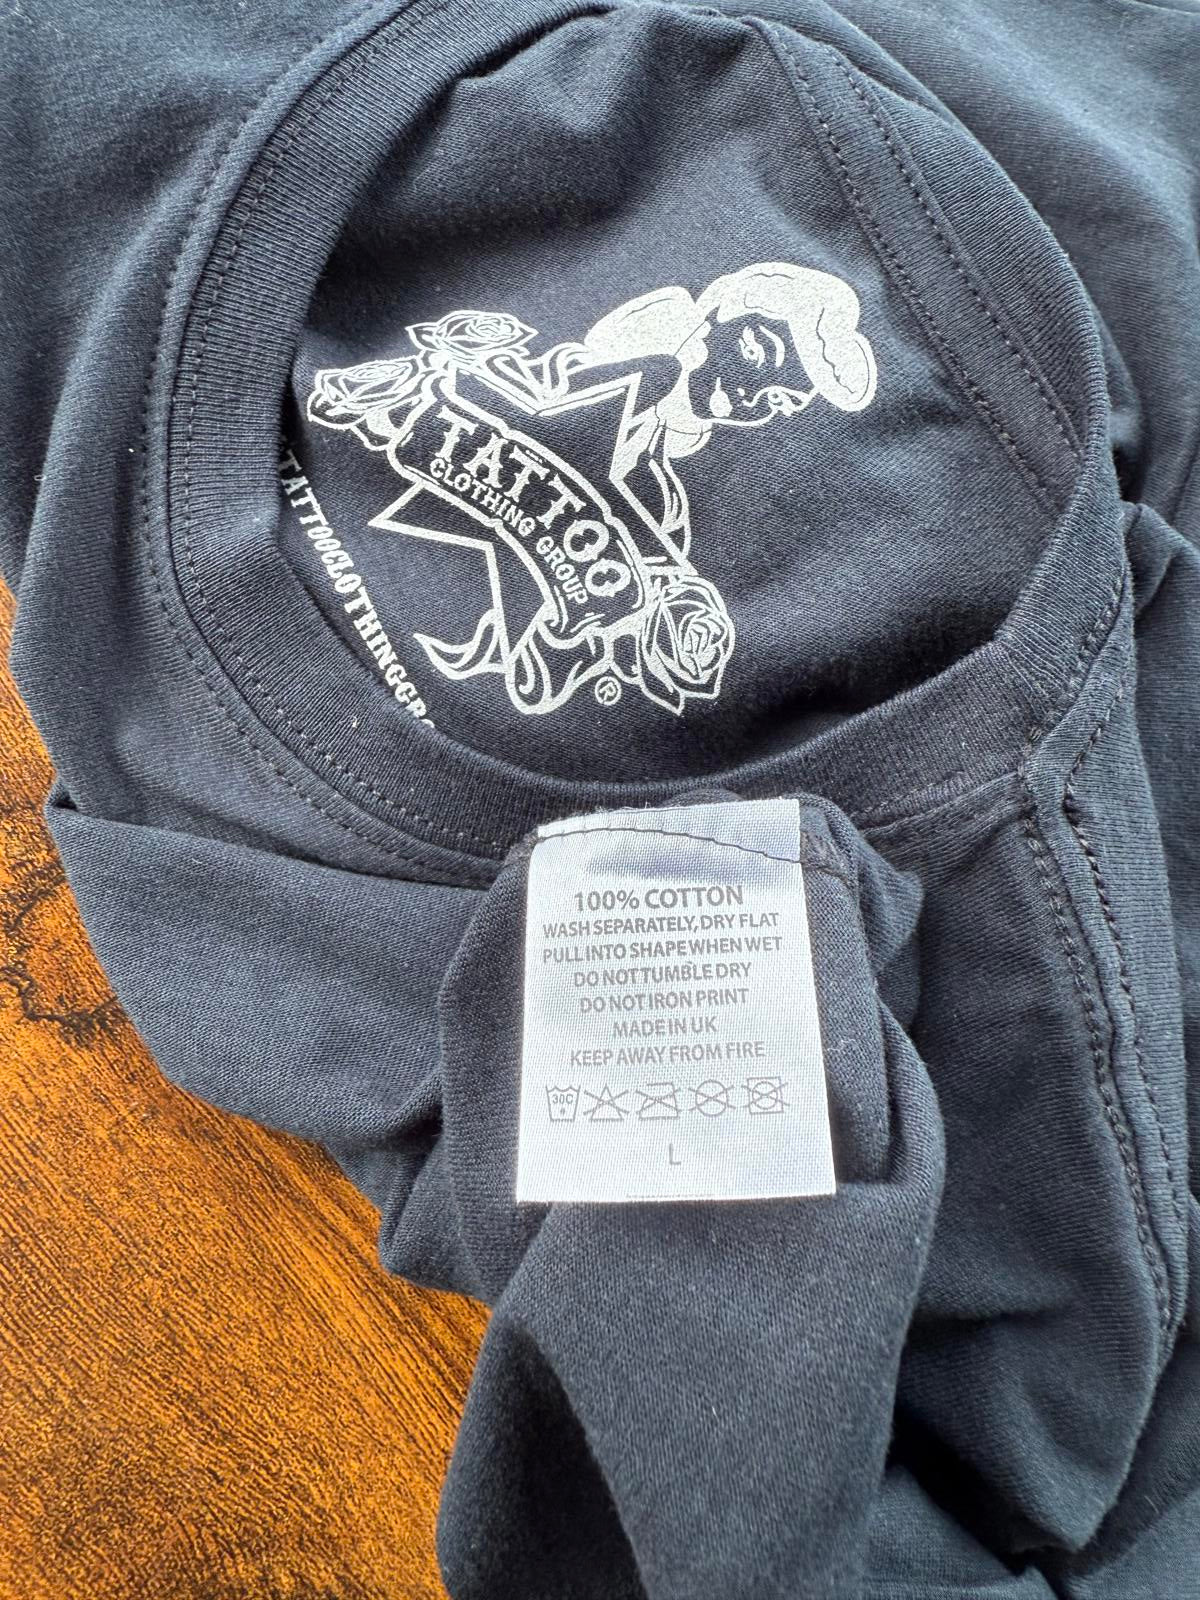 TATTOO
CLOTHING GROUP
®
TATTOOCLOTHINGGRO
100% COTTON
WASH SEPARATELY, DRY FLAT
PULL INTO SHAPE WHEN WET
DO NOT TUMBLE DRY
DO NOT IRON PRINT
MADE IN UK
KEEP AWAY FROM FIRE
30C
L